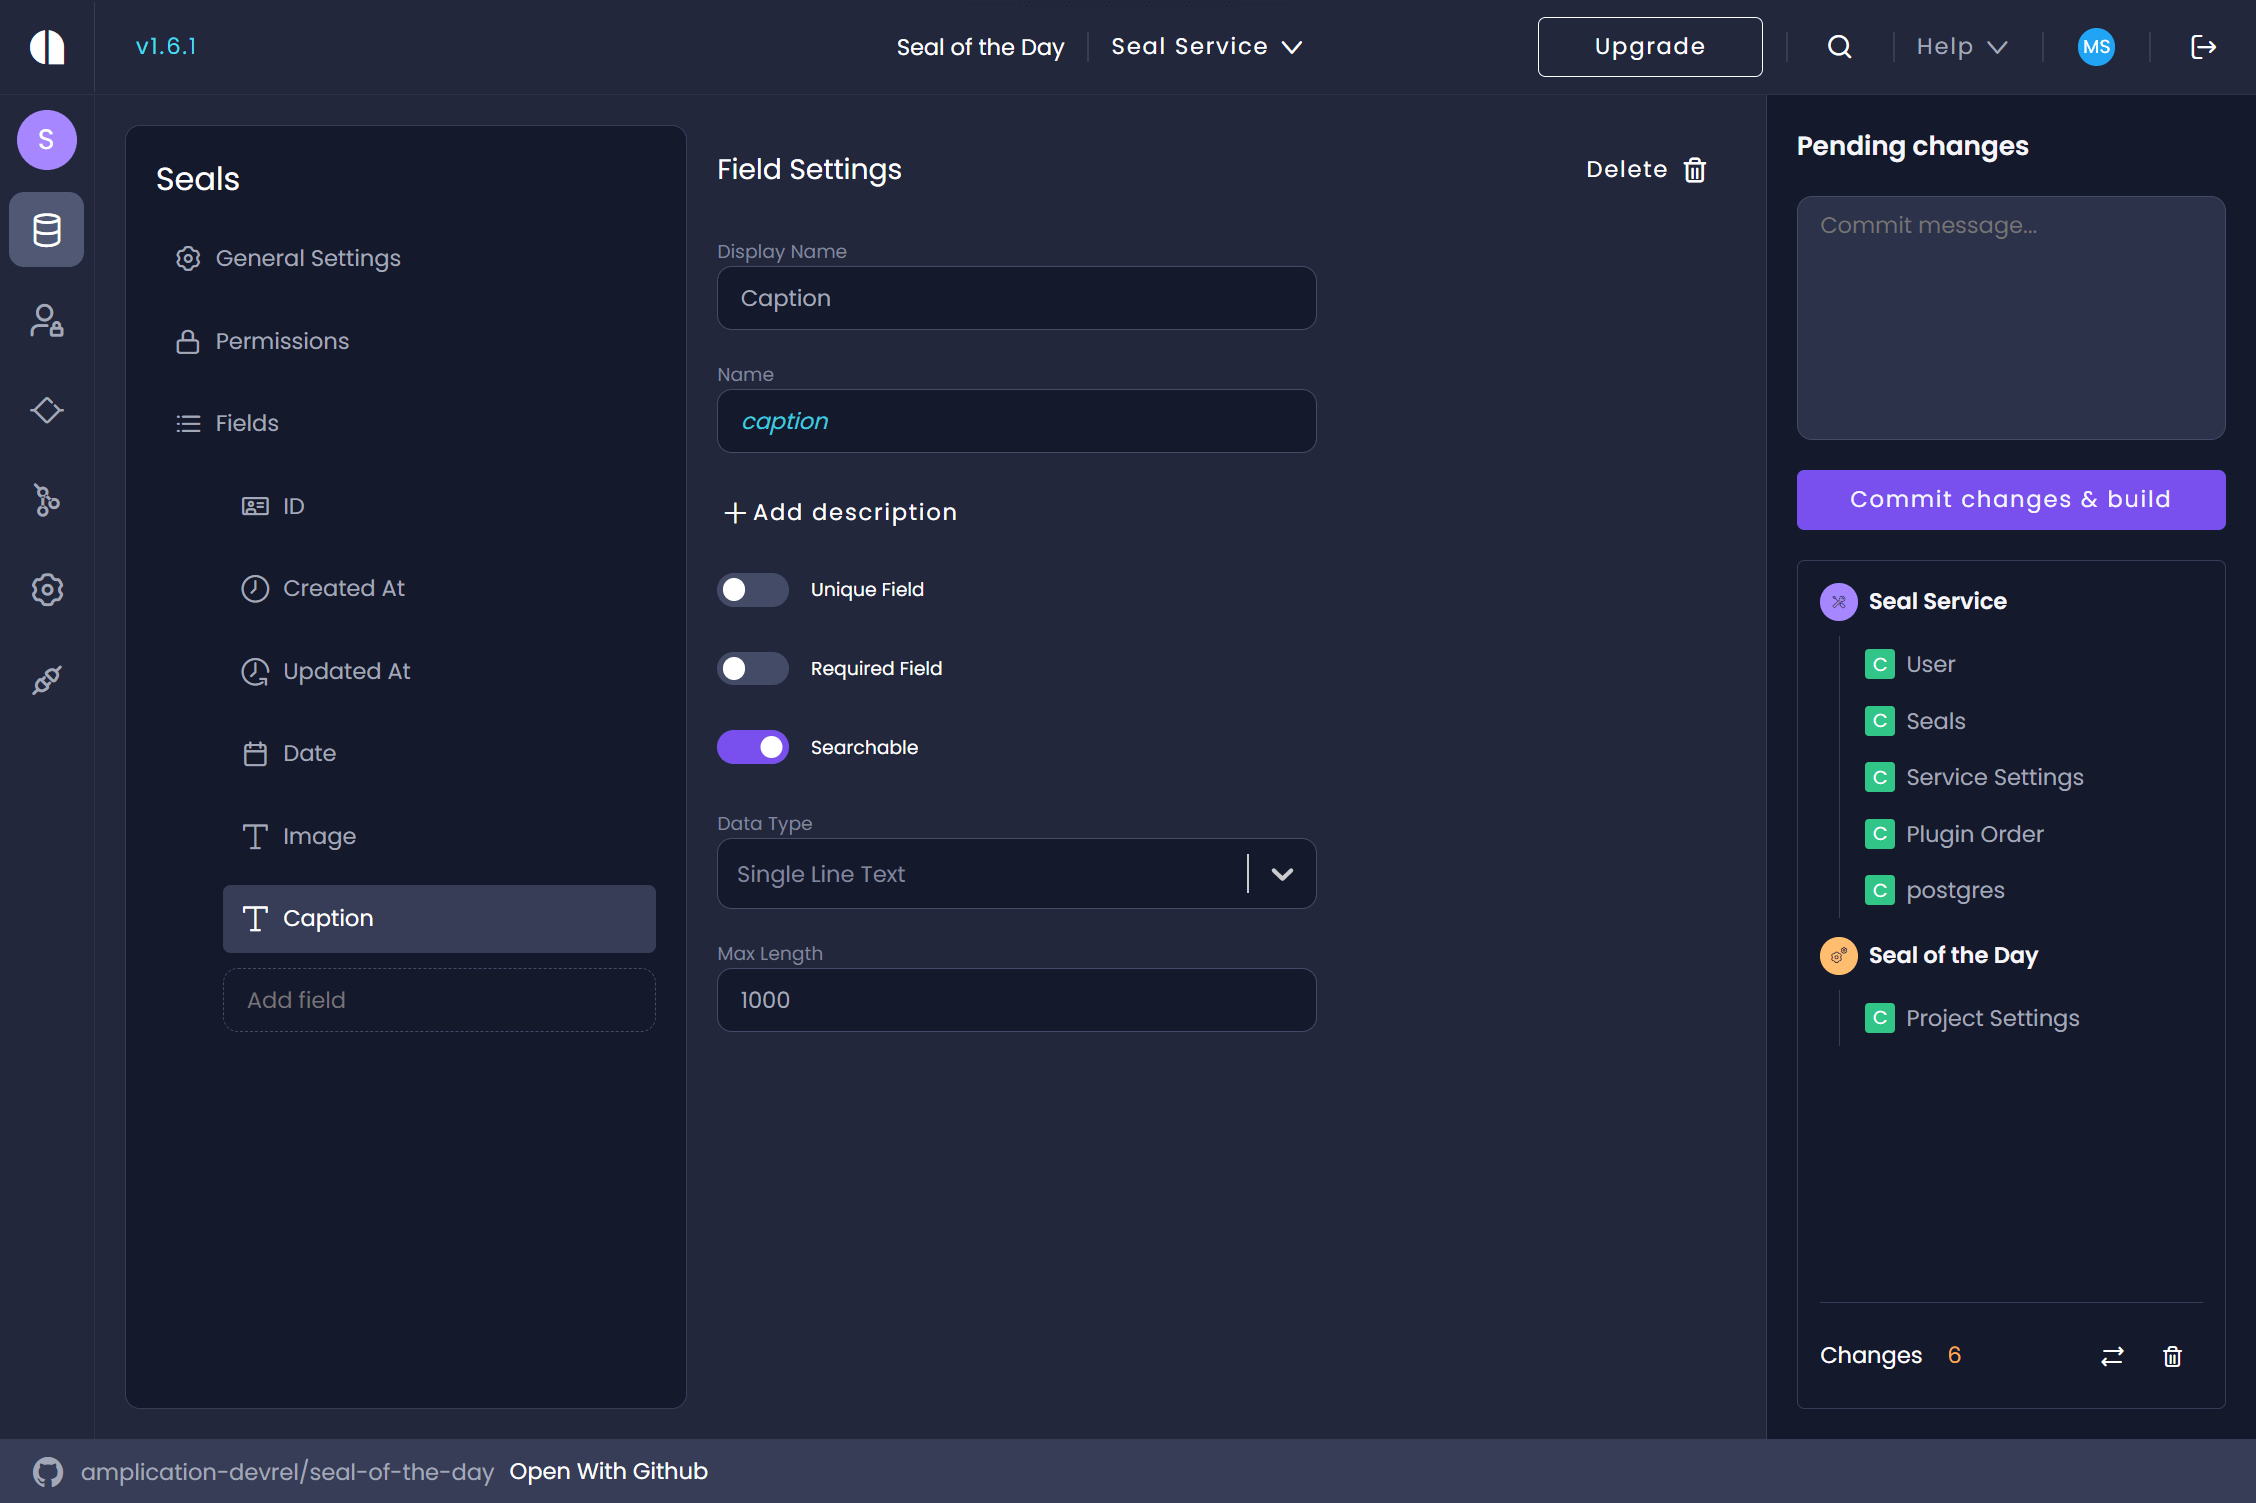 v1.6.1
Seal of the Day
Seal Service
Upgrade
Help
MS
S
Seals
General Settings
Permissions
Fields
ID
Created At
Updated At
Date
Image
Caption
Add field
Field Settings
Delete
Display Name
Caption
Name
caption
Add description
Unique Field
Required Field
Searchable
Data Type
Single Line Text
Max Length
1000
Pending changes
Commit message...
Commit changes & build
Seal Service
C User
C Seals
C Service Settings
C Plugin Order
C postgres
Seal of the Day
C Project Settings
Changes 6
amplication-devrel/seal-of-the-day Open With Github